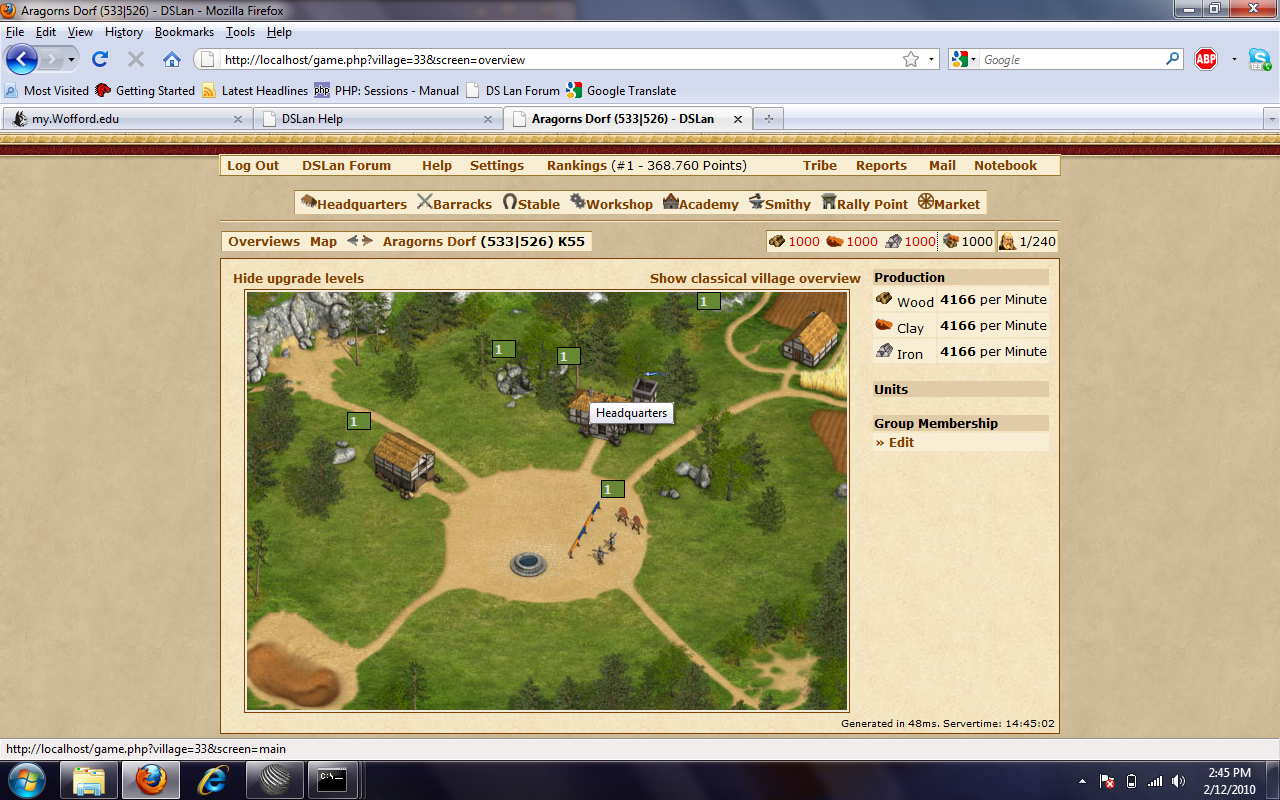 Aragorns Dorf (533|526) - DSLan - Mozilla Firefox
File Edit View History Bookmarks Tools Help
http://localhost/game.php?village=33&screen=overview
Google
ABP
Most Visited Getting Started Latest Headlines php PHP: Sessions - Manual DS Lan Forum Google Translate
my.Wofford.edu DSLan Help Aragorns Dorf (533|526) - DSLan
Log Out DSLan Forum Help Settings Rankings (#1 - 368.760 Points) Tribe Reports Mail Notebook
Headquarters Barracks Stable Workshop Academy Smithy Rally Point Market
Overviews Map Aragorns Dorf (533|526) K55 1000 1000 1000 1000 1/240
Hide upgrade levels Show classical village overview
1
1
1
1
Headquarters
1
Production
Wood 4166 per Minute
Clay 4166 per Minute
Iron 4166 per Minute
Units
Group Membership
» Edit
Generated in 48ms. Servertime: 14:45:02
http://localhost/game.php?village=33&screen=main
2:45 PM
2/12/2010